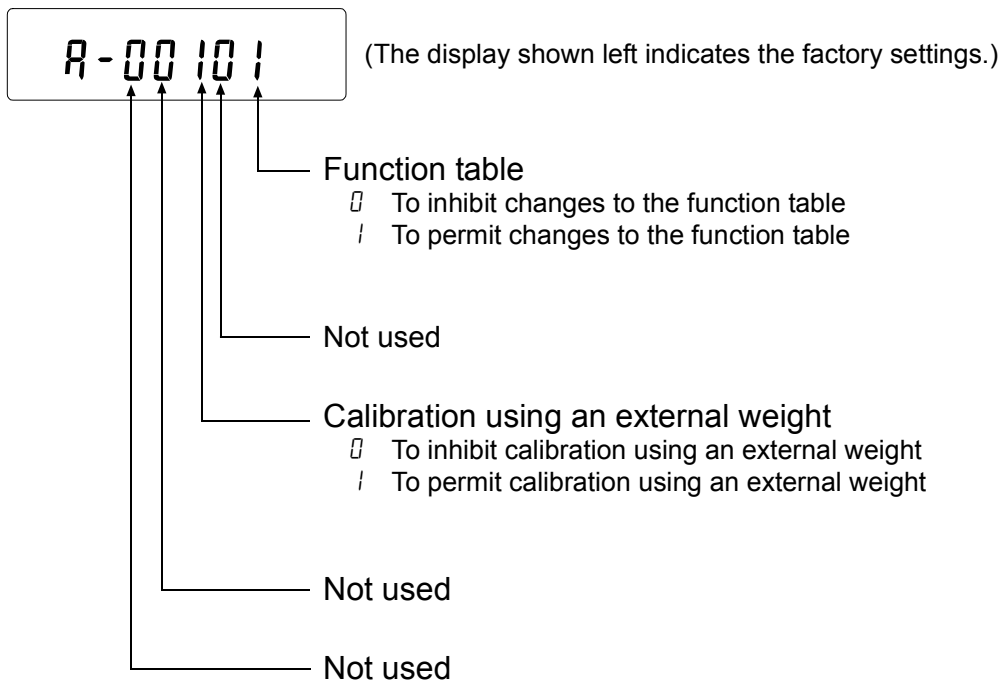 A-00101
(The display shown left indicates the factory settings.)
Function table
0 To inhibit changes to the function table
1 To permit changes to the function table
Not used
Calibration using an external weight
0 To inhibit calibration using an external weight
1 To permit calibration using an external weight
Not used
Not used